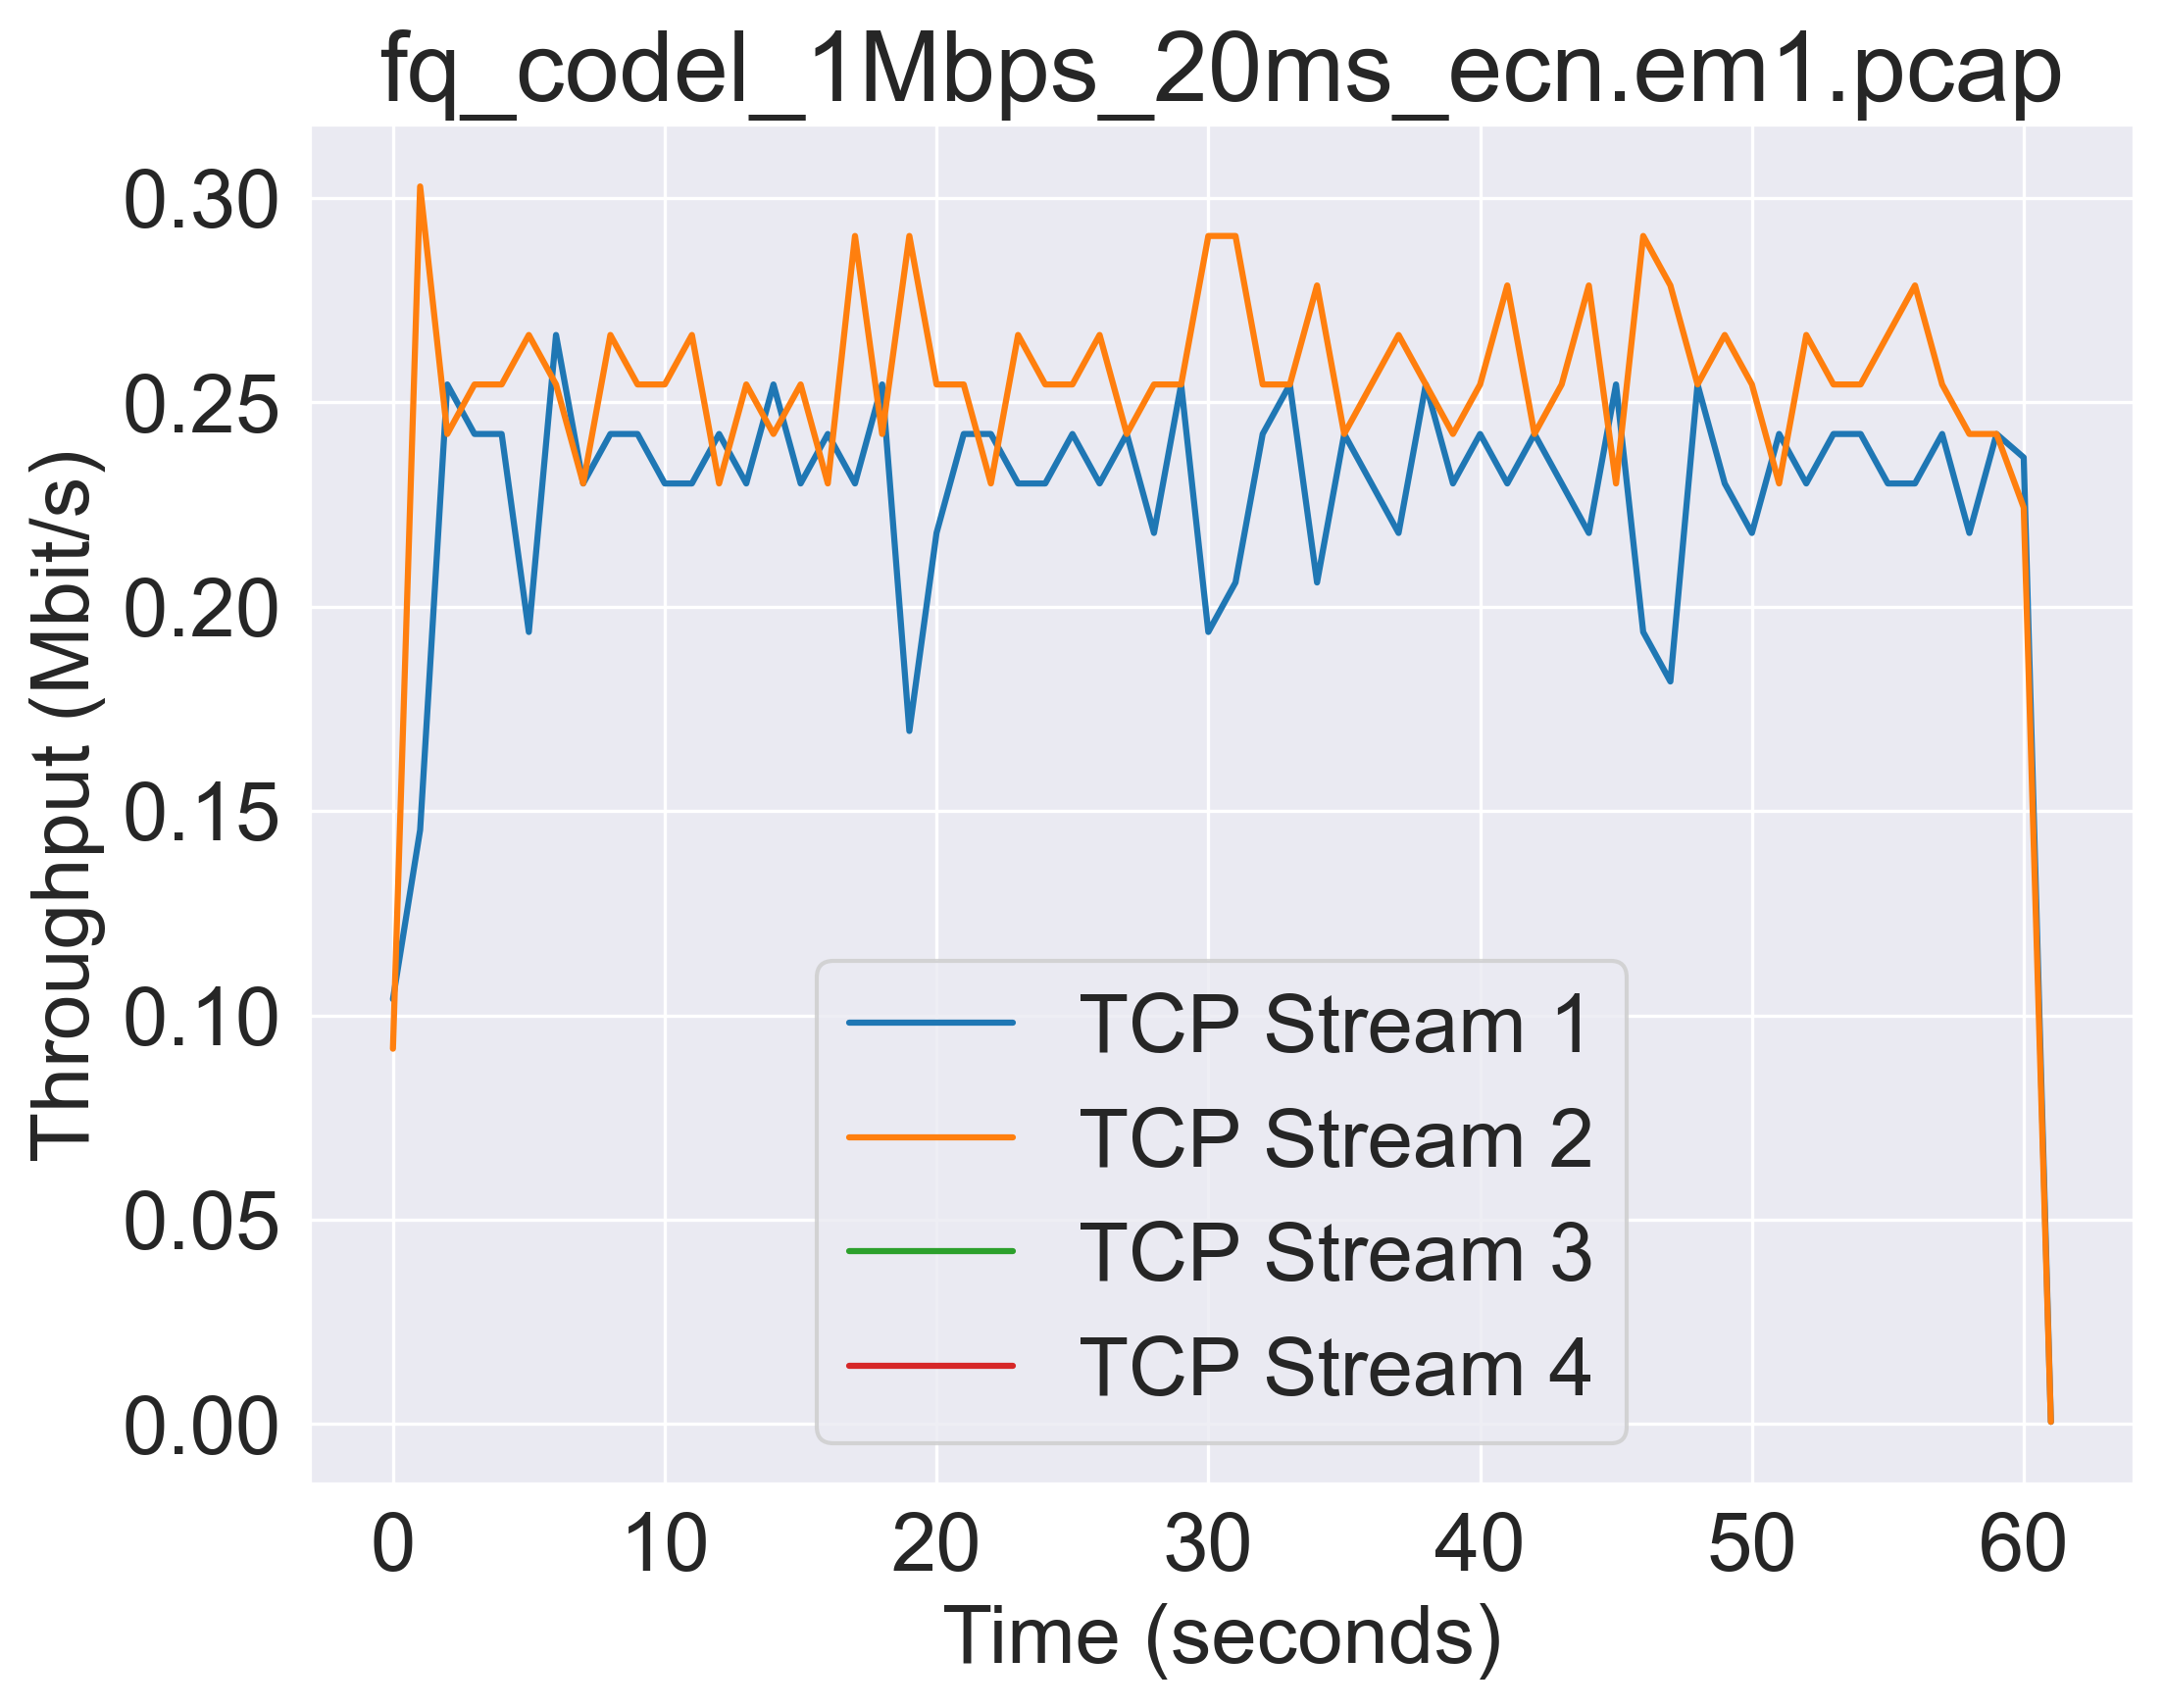 fq_codel_1Mbps_20ms_ecn.em1.pcap
Throughput (Mbit/s)
0.30
0.25
0.20
0.15
0.10
0.05
0.00
TCP Stream 1
TCP Stream 2
TCP Stream 3
TCP Stream 4
0 10 20 30 40 50 60
Time (seconds)